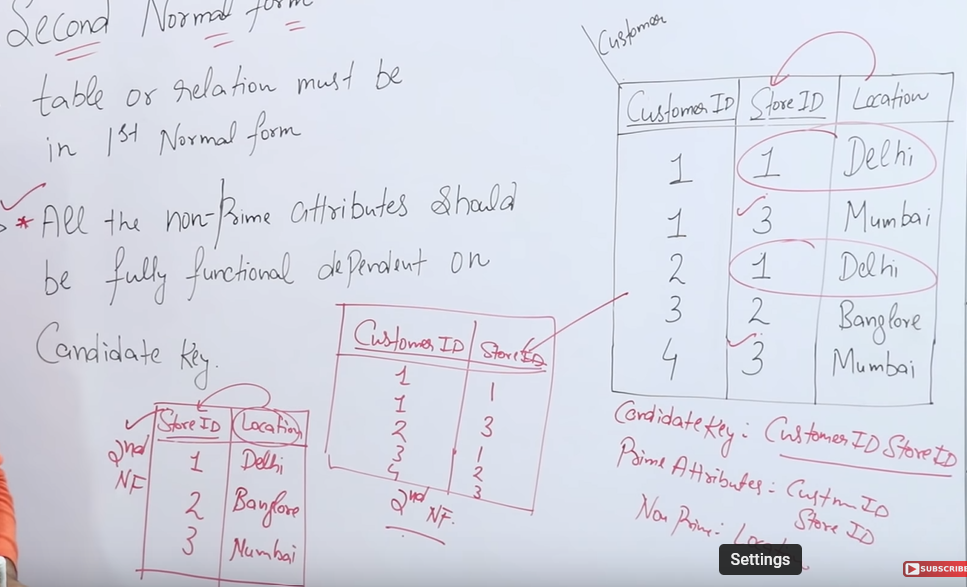 Second Normal form
table or relation must be
in 1st Normal form
* All the non-Prime attributes should
be fully functional dependent on
Candidate Key.
Customer
Customer ID Store ID Location
1 1 Delhi
1 3 Mumbai
2 1 Delhi
3 2 Banglore
4 3 Mumbai
Customer ID Store ID
1 1
1 3
2 1
3 2
4 3
2nd NF.
Store ID Location
1 Delhi
2 Banglore
3 Mumbai
2nd
NF
Candidate Key: Customer ID Store ID
Prime Attributes: Custm ID
Store ID
Non Prime:
Settings
SUBSCRIBE